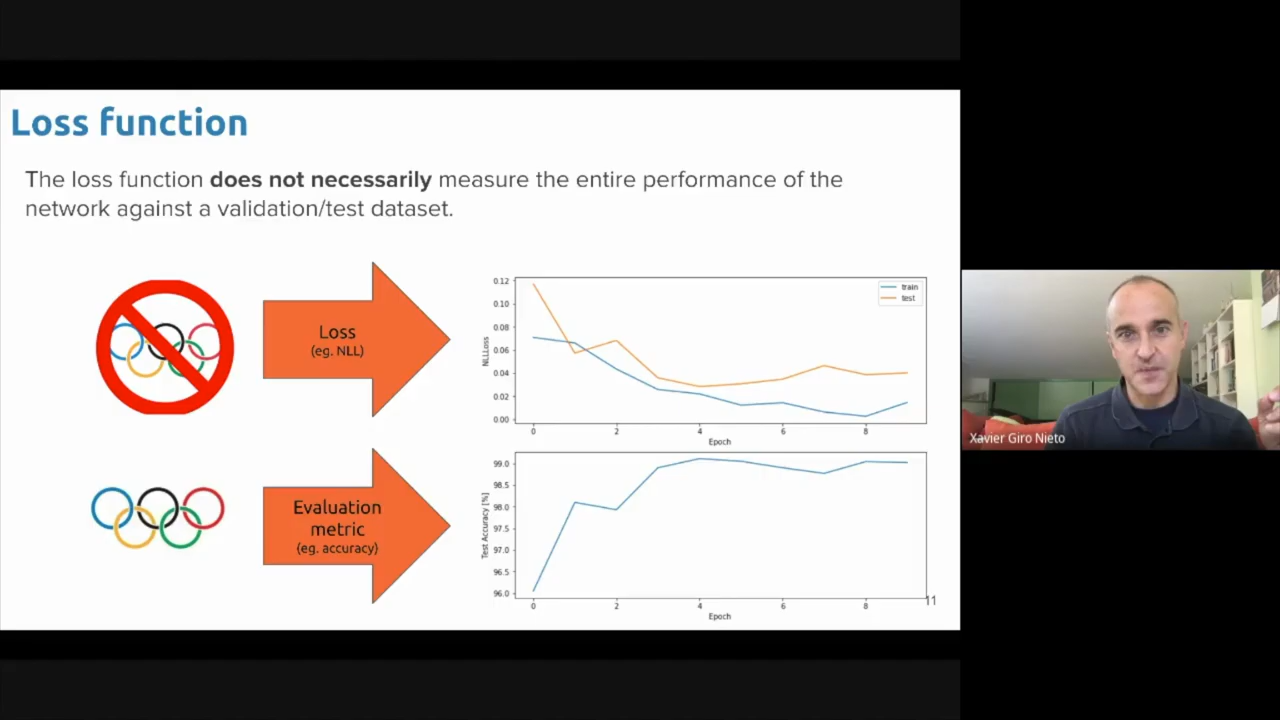 Loss function
The loss function does not necessarily measure the entire performance of the
network against a validation/test dataset.
Loss
(eg. NLL)
0.12
0.10
0.08
0.06
0.04
0.02
0.00
NLLLoss
train
test
0
2
4
6
8
Epoch
Evaluation
metric
(eg. accuracy)
99.0
98.5
98.0
97.5
97.0
96.5
96.0
Test Accuracy [%]
0
2
4
6
8
Epoch
11
Xavier Giro Nieto